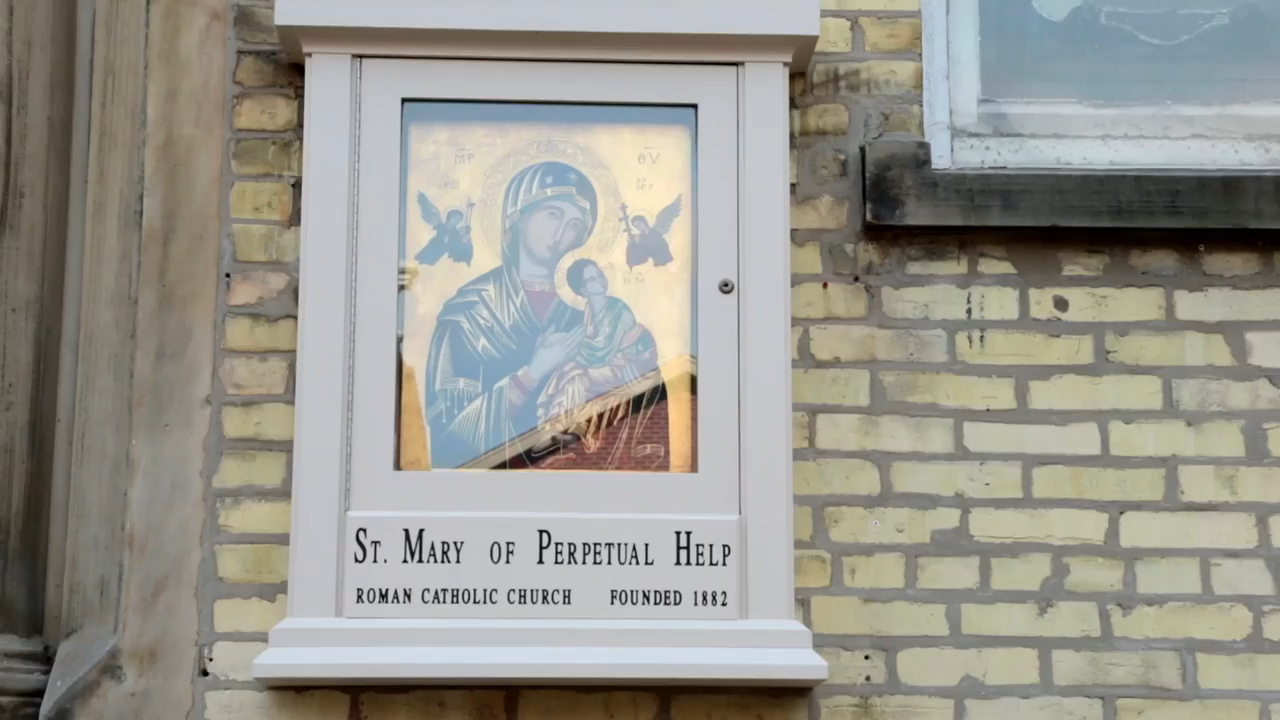 ΜΡ ΘΥ
ST. MARY OF PERPETUAL HELP
ROMAN CATHOLIC CHURCH FOUNDED 1882